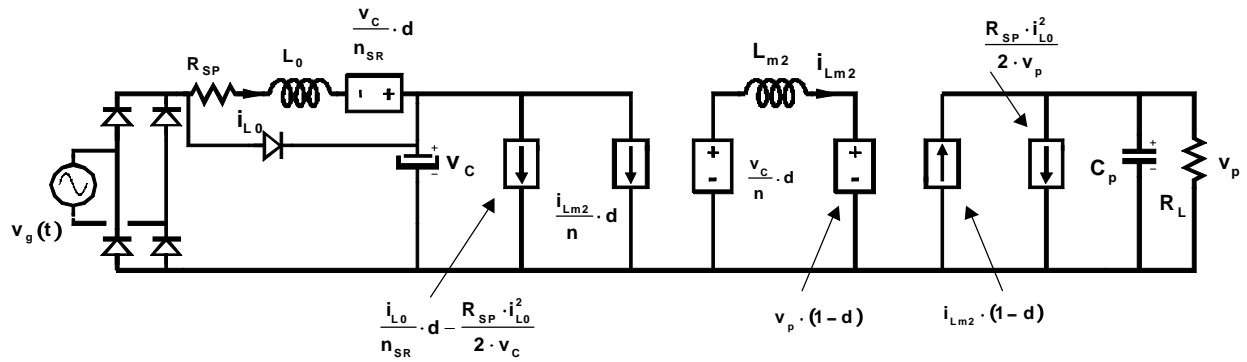 v_C / n_SR · d
R_SP
L_0
i_L0
v_g(t)
+
v_C
−
- +
i_Lm2 / n · d
i_L0 / n_SR · d − R_SP · i_L0^2 / 2 · v_C
L_m2
i_Lm2
+
-
v_C / n · d
+
-
v_p · (1 − d)
R_SP · i_L0^2 / 2 · v_p
i_Lm2 · (1 − d)
C_p
+
−
R_L
v_p